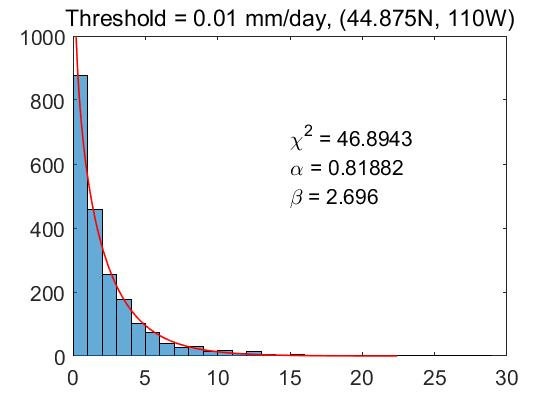 Threshold = 0.01 mm/day, (44.875N, 110W)
1000
800
600
400
200
0
χ² = 46.8943
α = 0.81882
β = 2.696
0 5 10 15 20 25 30